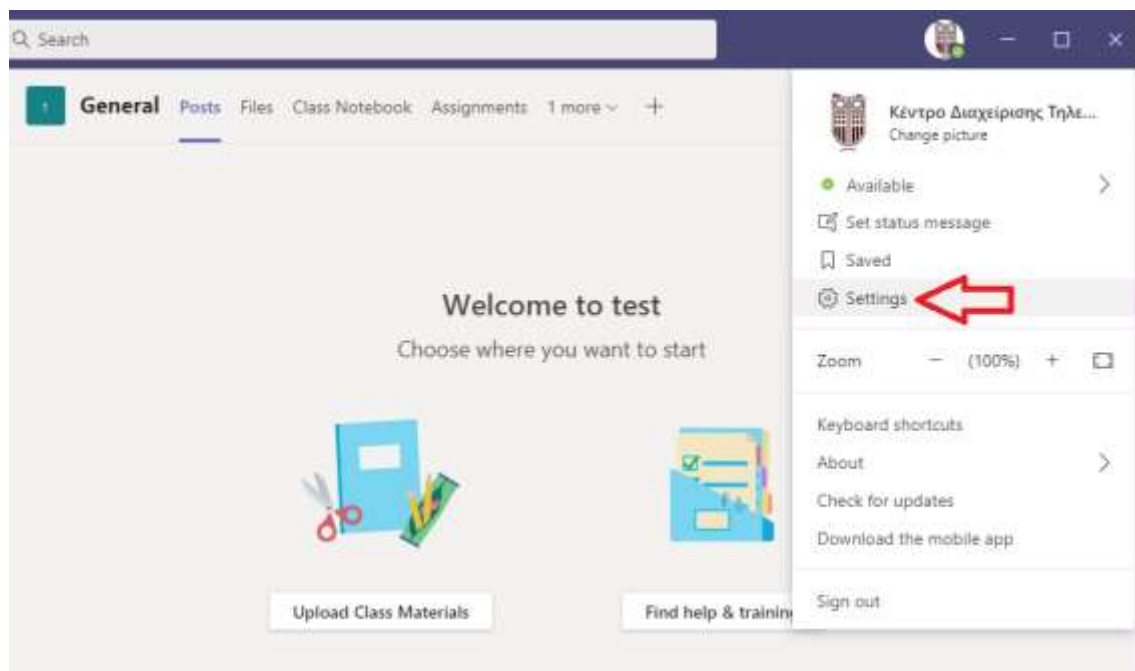 Search
1 General Posts Files Class Notebook Assignments 1 more +
Κέντρο Διαχείρισης Τηλε...
Change picture
Available
Set status message
Saved
Settings
Welcome to test
Choose where you want to start
Zoom − (100%) +
Keyboard shortcuts
About
Check for updates
Download the mobile app
Upload Class Materials
Find help & training
Sign out